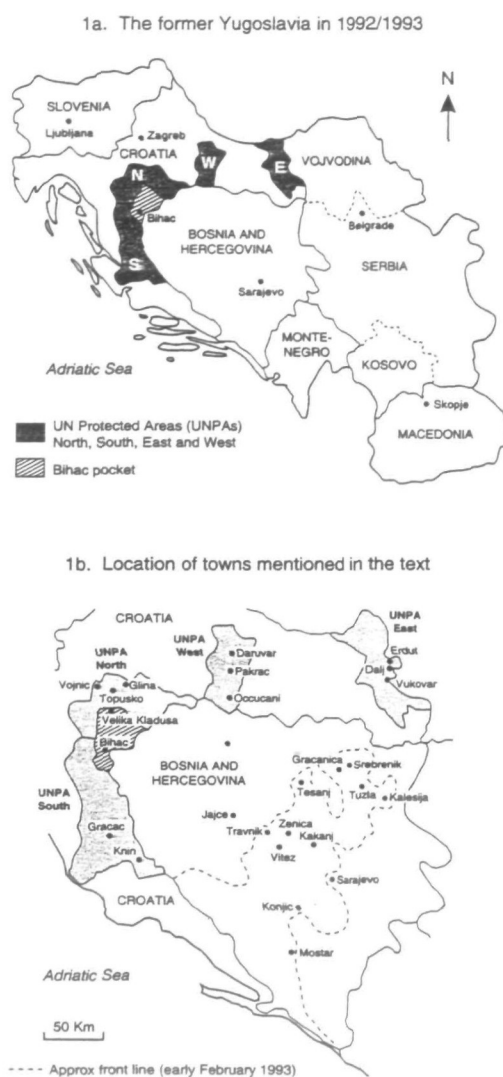 1a. The former Yugoslavia in 1992/1993
N
SLOVENIA
Ljubljana
Zagreb
CROATIA
N
W
E
VOJVODINA
Bihac
BOSNIA AND
HERCEGOVINA
Belgrade
S
Sarajevo
SERBIA
MONTE-
NEGRO
KOSOVO
Adriatic Sea
Skopje
MACEDONIA
UN Protected Areas (UNPAs)
North, South, East and West
Bihac pocket
1b. Location of towns mentioned in the text
CROATIA
UNPA
North
UNPA
West
UNPA
East
Daruvar
Pakrac
Occucani
Erdut
Dalj
Vukovar
Vojnic
Glina
Topusko
Velika Kladusa
Bihac
BOSNIA AND
HERCEGOVINA
Gracanica
Srebrenik
Tesanj
Tuzla
Kalesija
UNPA
South
Jajce
Travnik
Zenica
Kakanj
Vitez
Gracac
Knin
Sarajevo
CROATIA
Konjic
Mostar
Adriatic Sea
50 Km
---- Approx front line (early February 1993)